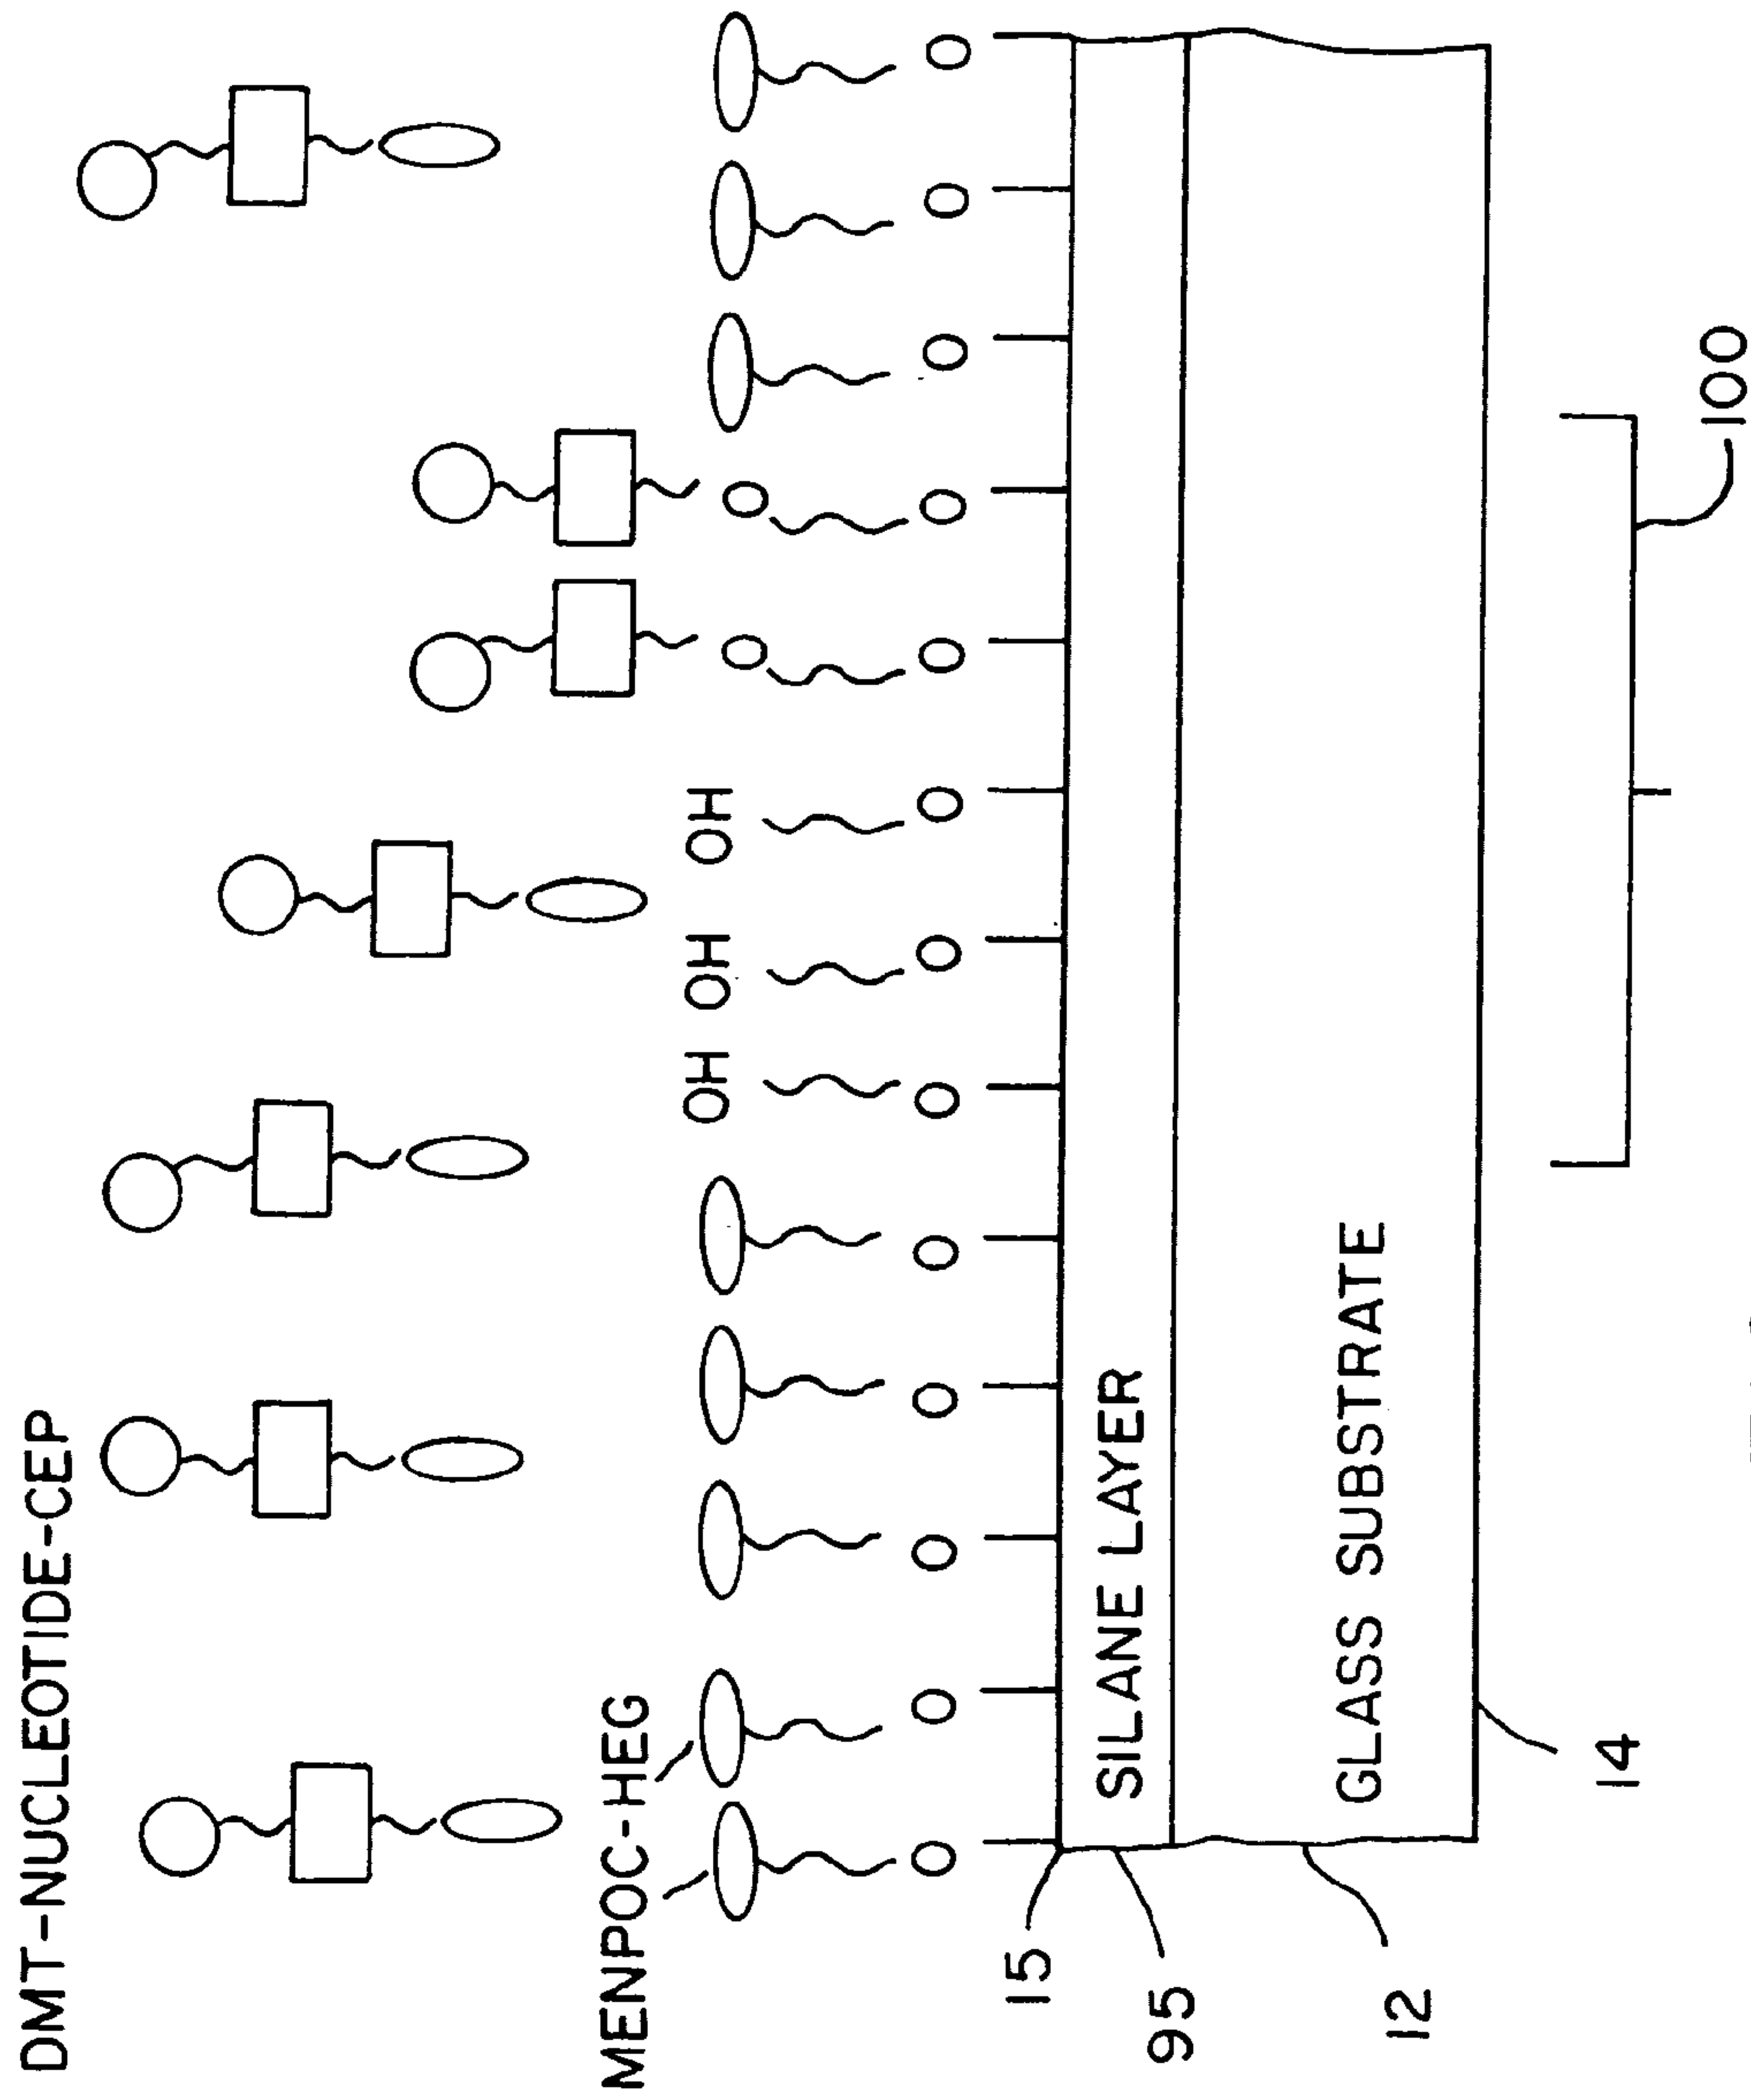 DMT-NUCLEOTIDE-CEP
MENPOC-HEG
OH OH OH O O
O O O O O O O O O O O O O
15
SILANE LAYER
95
GLASS SUBSTRATE
12
14
100